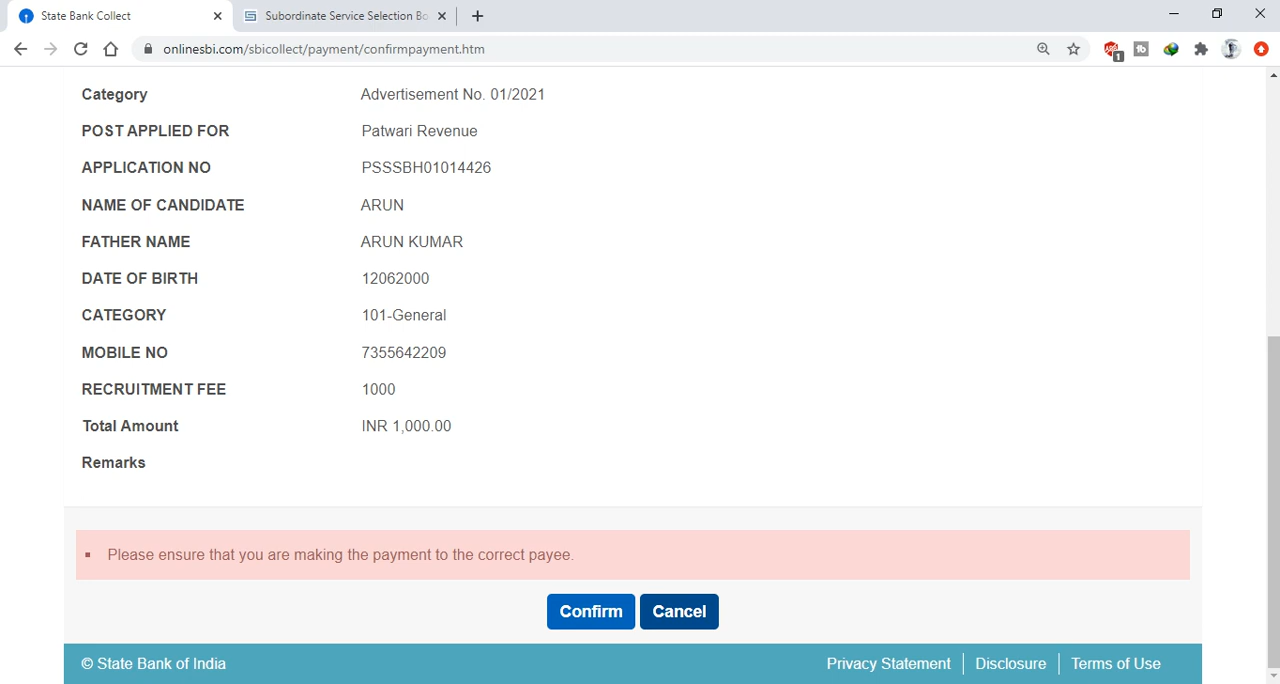 State Bank Collect
Subordinate Service Selection Bo
onlinesbi.com/sbicollect/payment/confirmpayment.htm
Category Advertisement No. 01/2021
POST APPLIED FOR Patwari Revenue
APPLICATION NO PSSSBH01014426
NAME OF CANDIDATE ARUN
FATHER NAME ARUN KUMAR
DATE OF BIRTH 12062000
CATEGORY 101-General
MOBILE NO 7355642209
RECRUITMENT FEE 1000
Total Amount INR 1,000.00
Remarks
Please ensure that you are making the payment to the correct payee.
Confirm Cancel
© State Bank of India Privacy Statement Disclosure Terms of Use